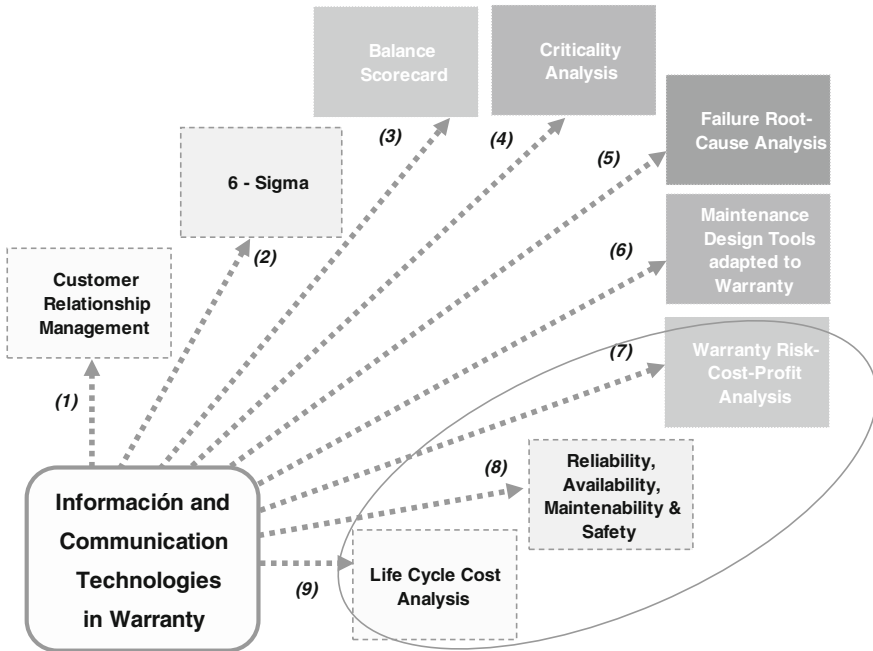 Balance
Scorecard
Criticality
Analysis
Failure Root-
Cause Analysis
(3)
(4)
(5)
6 - Sigma
(2)
Maintenance
Design Tools
adapted to
Warranty
(6)
Customer
Relationship
Management
(1)
(7)
Warranty Risk-
Cost-Profit
Analysis
(8)
Reliability,
Availability,
Maintenability &
Safety
Información and
Communication
Technologies
in Warranty
(9)
Life Cycle Cost
Analysis